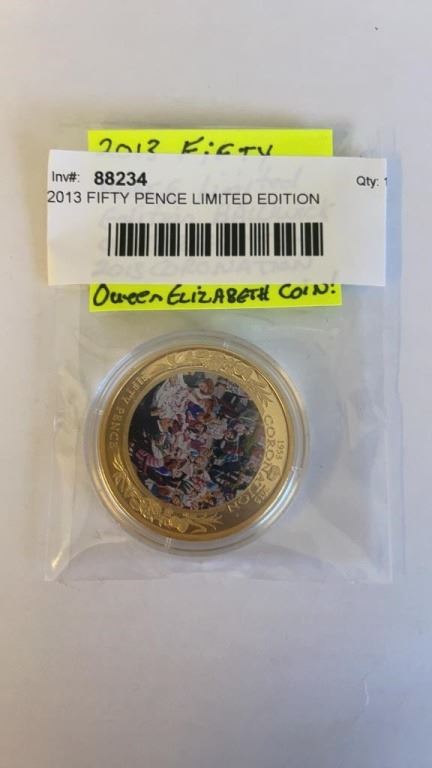 2013 FiFTY
Inv#: 88234 Qty: 1
2013 FIFTY PENCE LIMITED EDITION
2013 CORONATION
Queen ELIZABETH COIN!
FIFTY PENCE
1953 2013
CORONATION